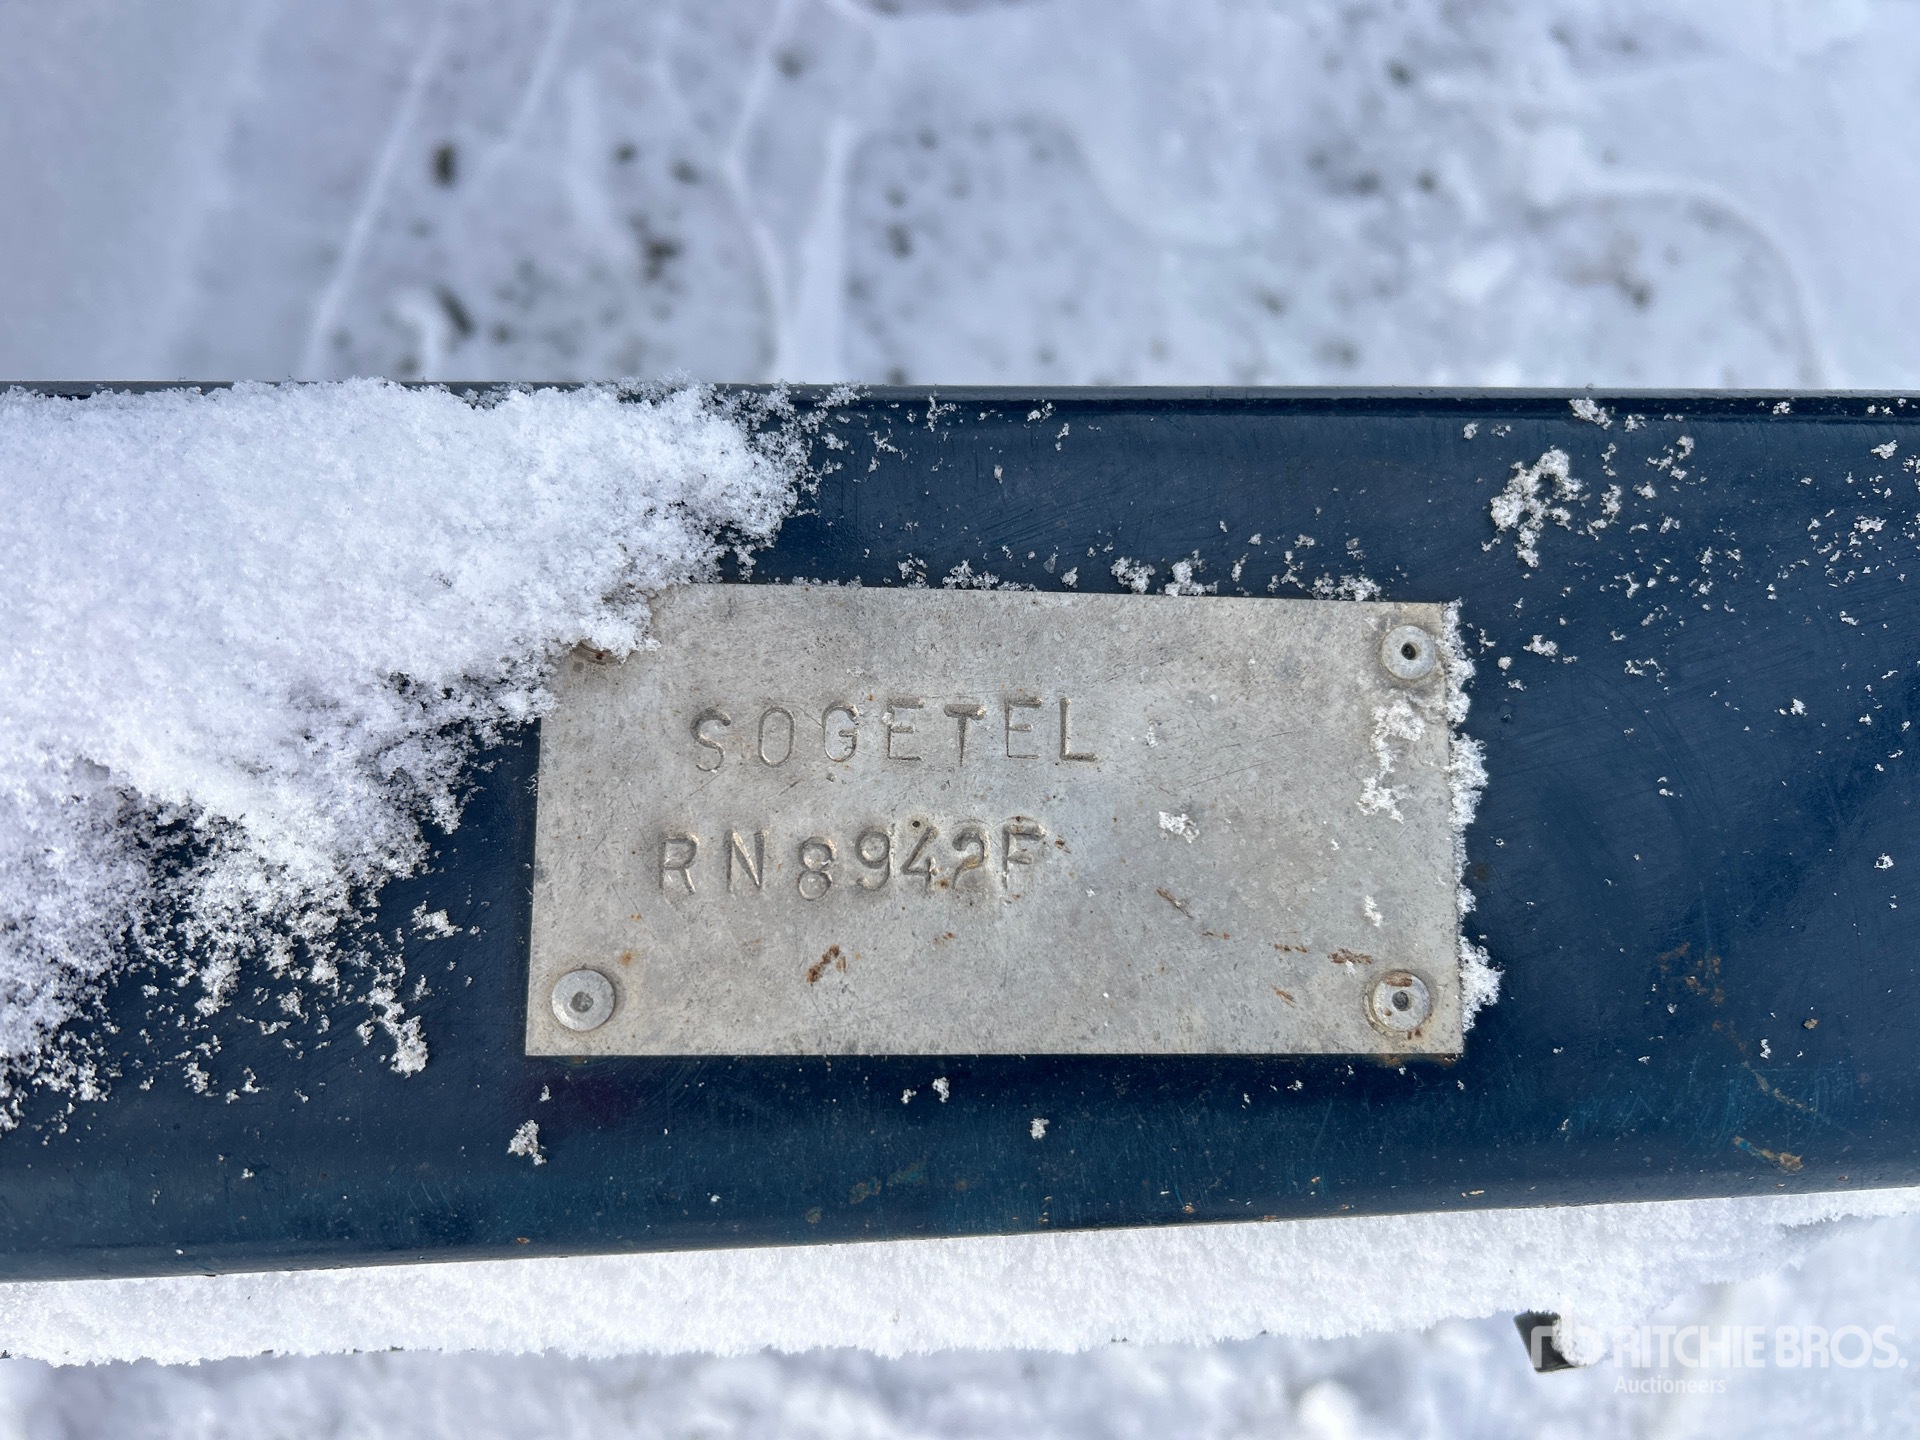 SOGETEL
RN8942F
RITCHIE BROS.
Auctioneers